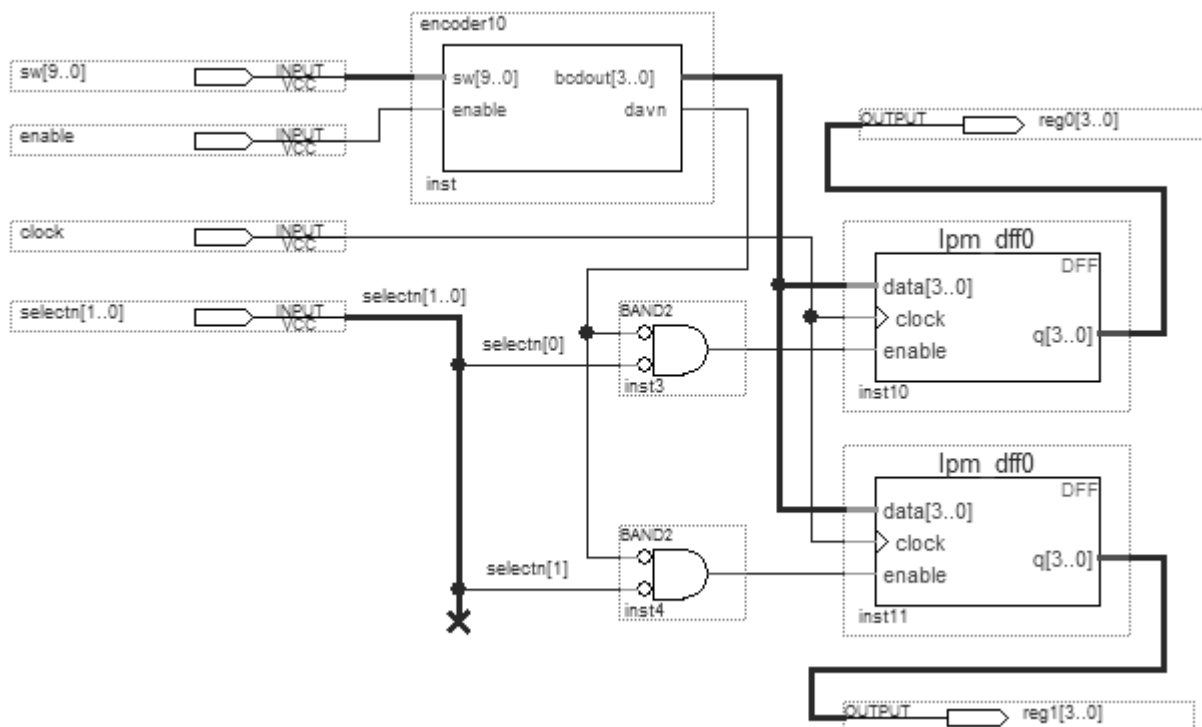 encoder10
sw[9..0] INPUT VCC
sw[9..0] bcdout[3..0]
enable davn
enable INPUT VCC
inst
OUTPUT reg0[3..0]
clock INPUT VCC
lpm_dff0
DFF
data[3..0]
clock
q[3..0]
enable
inst10
selectn[1..0] INPUT VCC
selectn[1..0]
BAND2
selectn[0]
inst3
lpm_dff0
DFF
data[3..0]
clock
q[3..0]
enable
inst11
BAND2
selectn[1]
inst4
OUTPUT reg1[3..0]